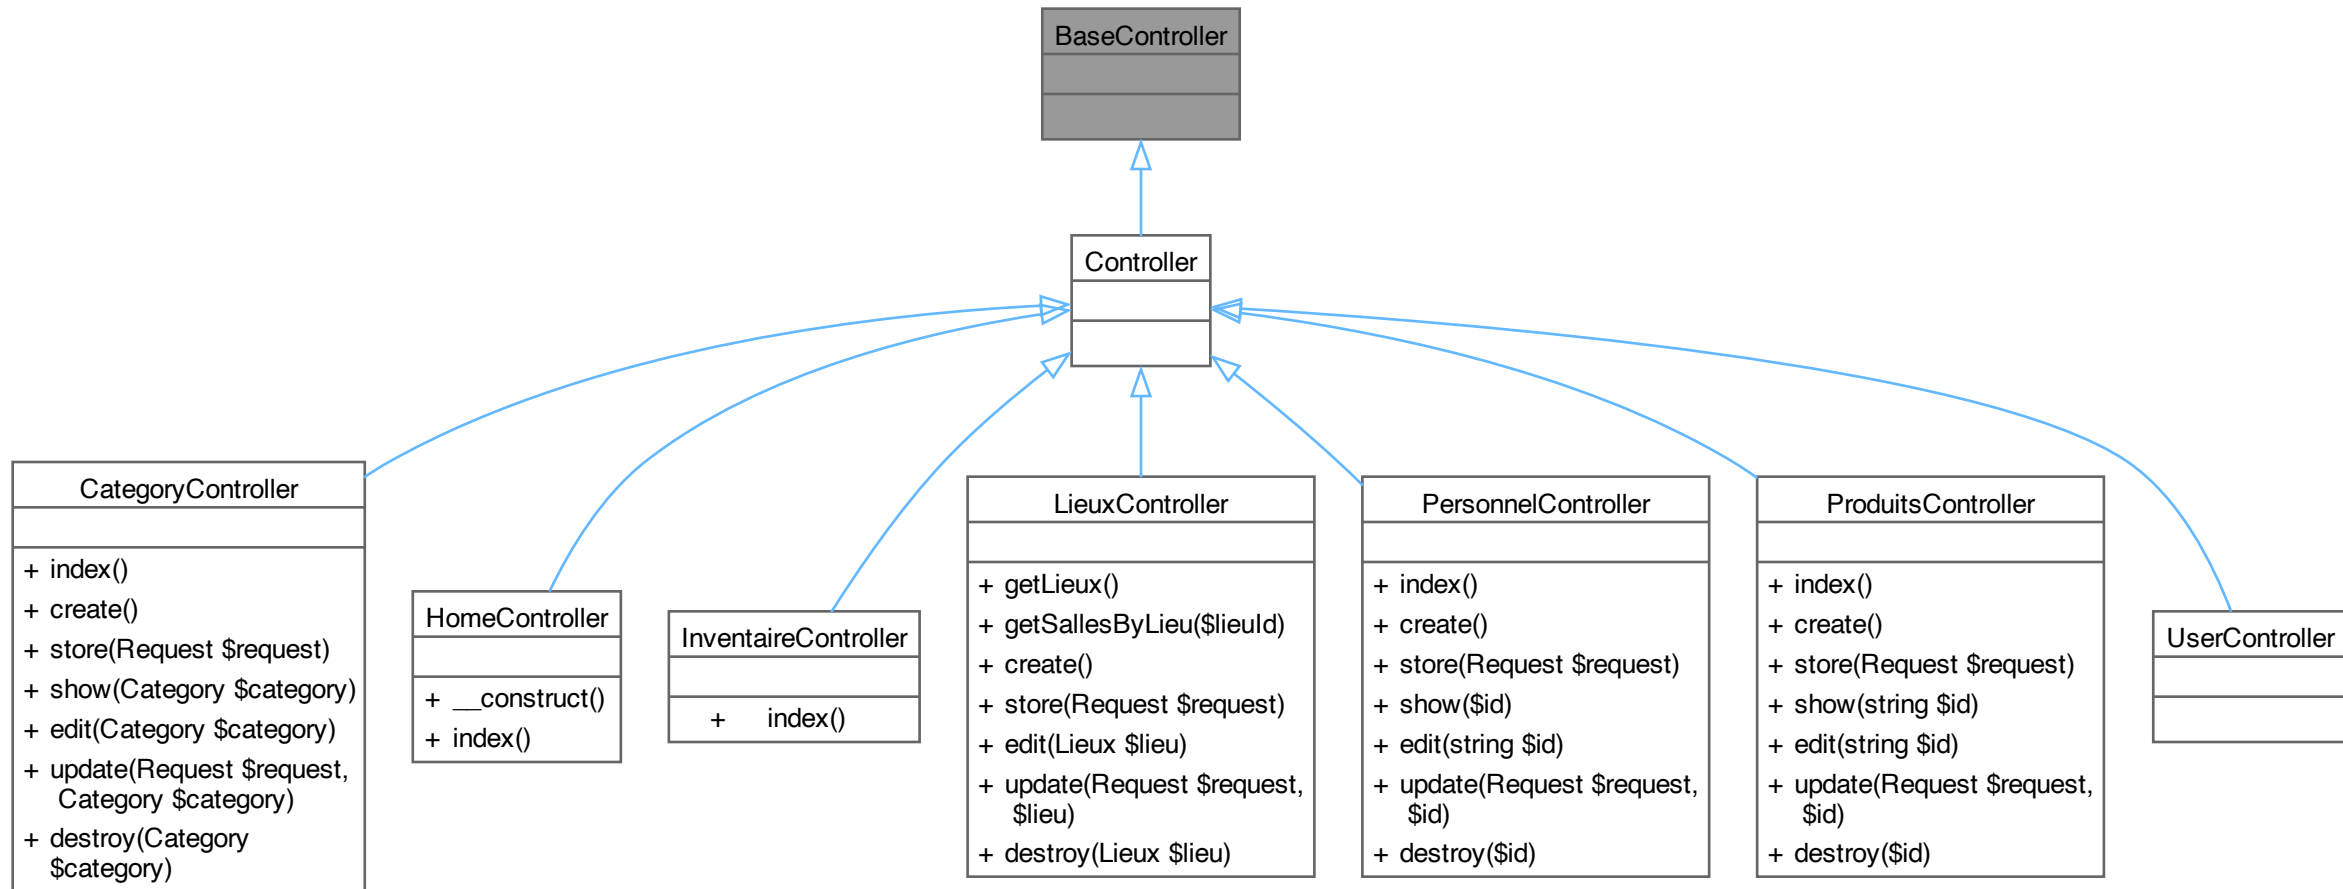 BaseController
Controller
CategoryController
+ index()
+ create()
+ store(Request $request)
+ show(Category $category)
+ edit(Category $category)
+ update(Request $request,
Category $category)
+ destroy(Category
$category)
HomeController
+ __construct()
+ index()
InventaireController
+ index()
LieuxController
+ getLieux()
+ getSallesByLieu($lieuId)
+ create()
+ store(Request $request)
+ edit(Lieux $lieu)
+ update(Request $request,
$lieu)
+ destroy(Lieux $lieu)
PersonnelController
+ index()
+ create()
+ store(Request $request)
+ show($id)
+ edit(string $id)
+ update(Request $request,
$id)
+ destroy($id)
ProduitsController
+ index()
+ create()
+ store(Request $request)
+ show(string $id)
+ edit(string $id)
+ update(Request $request,
$id)
+ destroy($id)
UserController